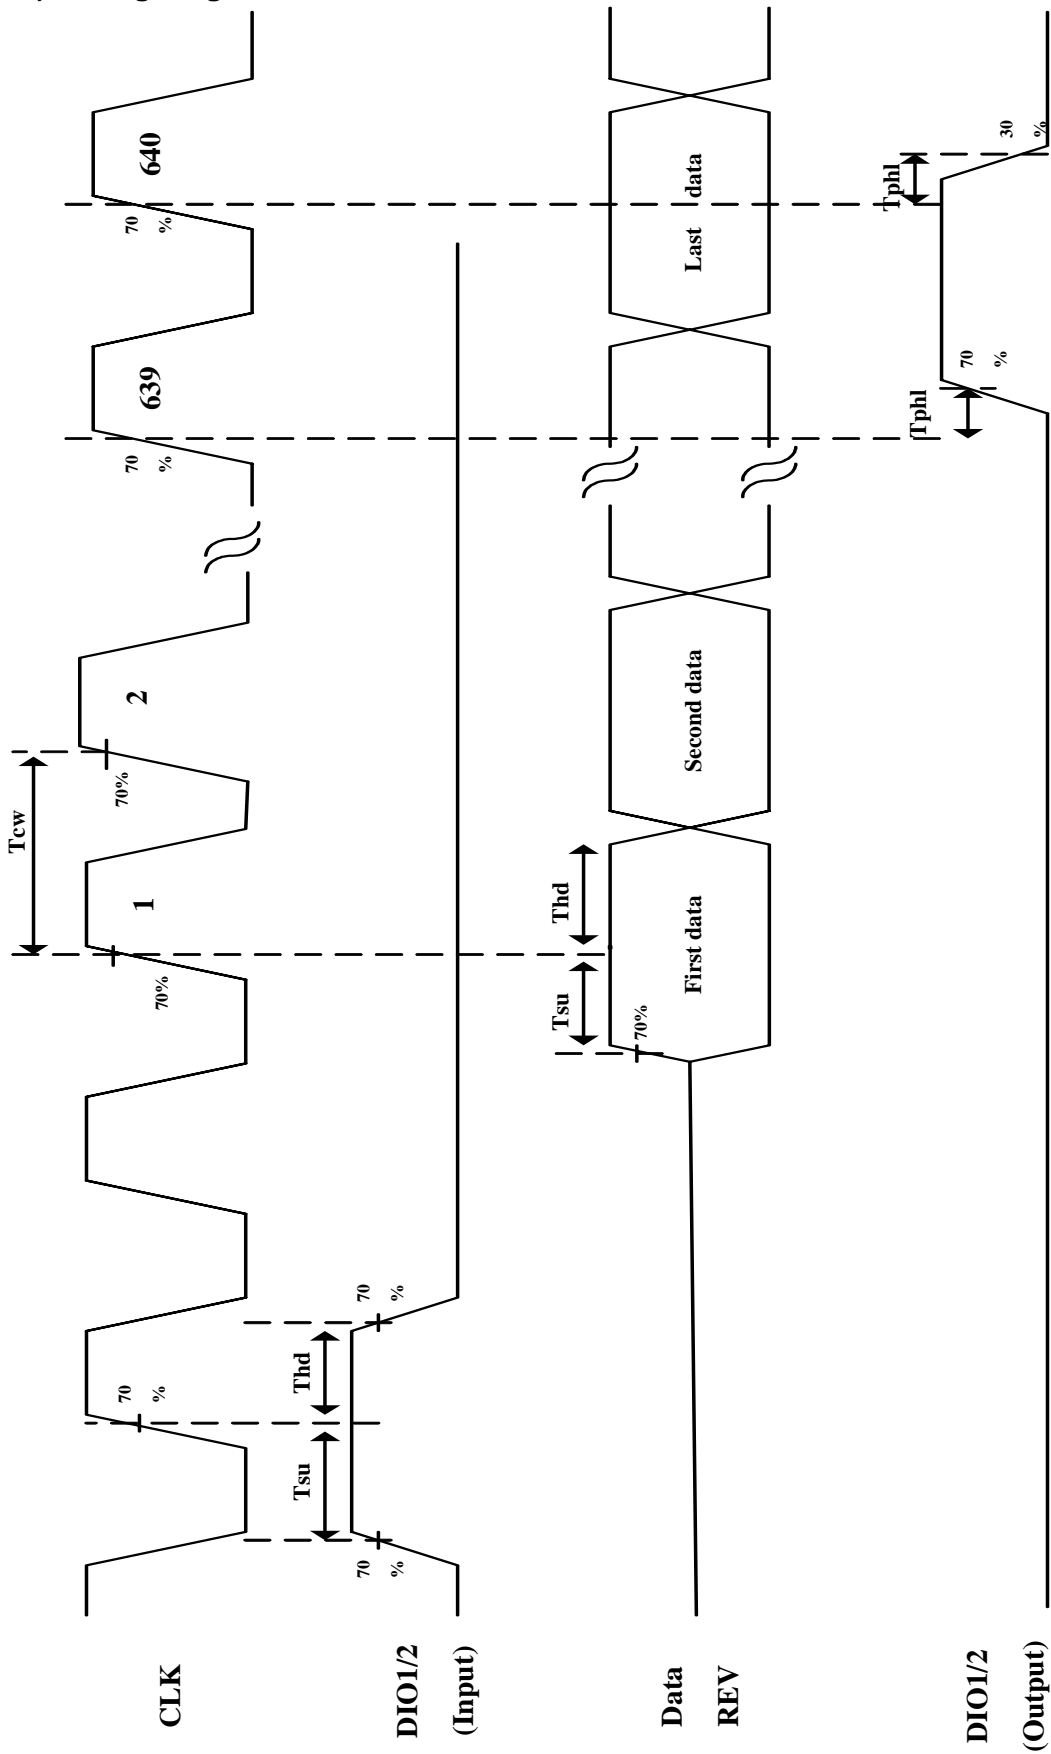 Tcw
CLK
70
%
70%
1
70%
2
70
%
639
70
%
640
DIO1/2
(Input)
70
%
Tsu
Thd
70
%
Data
REV
70%
Tsu
Thd
First data
Second data
Last data
DIO1/2
(Output)
Tphl
70
%
Tphl
30
%